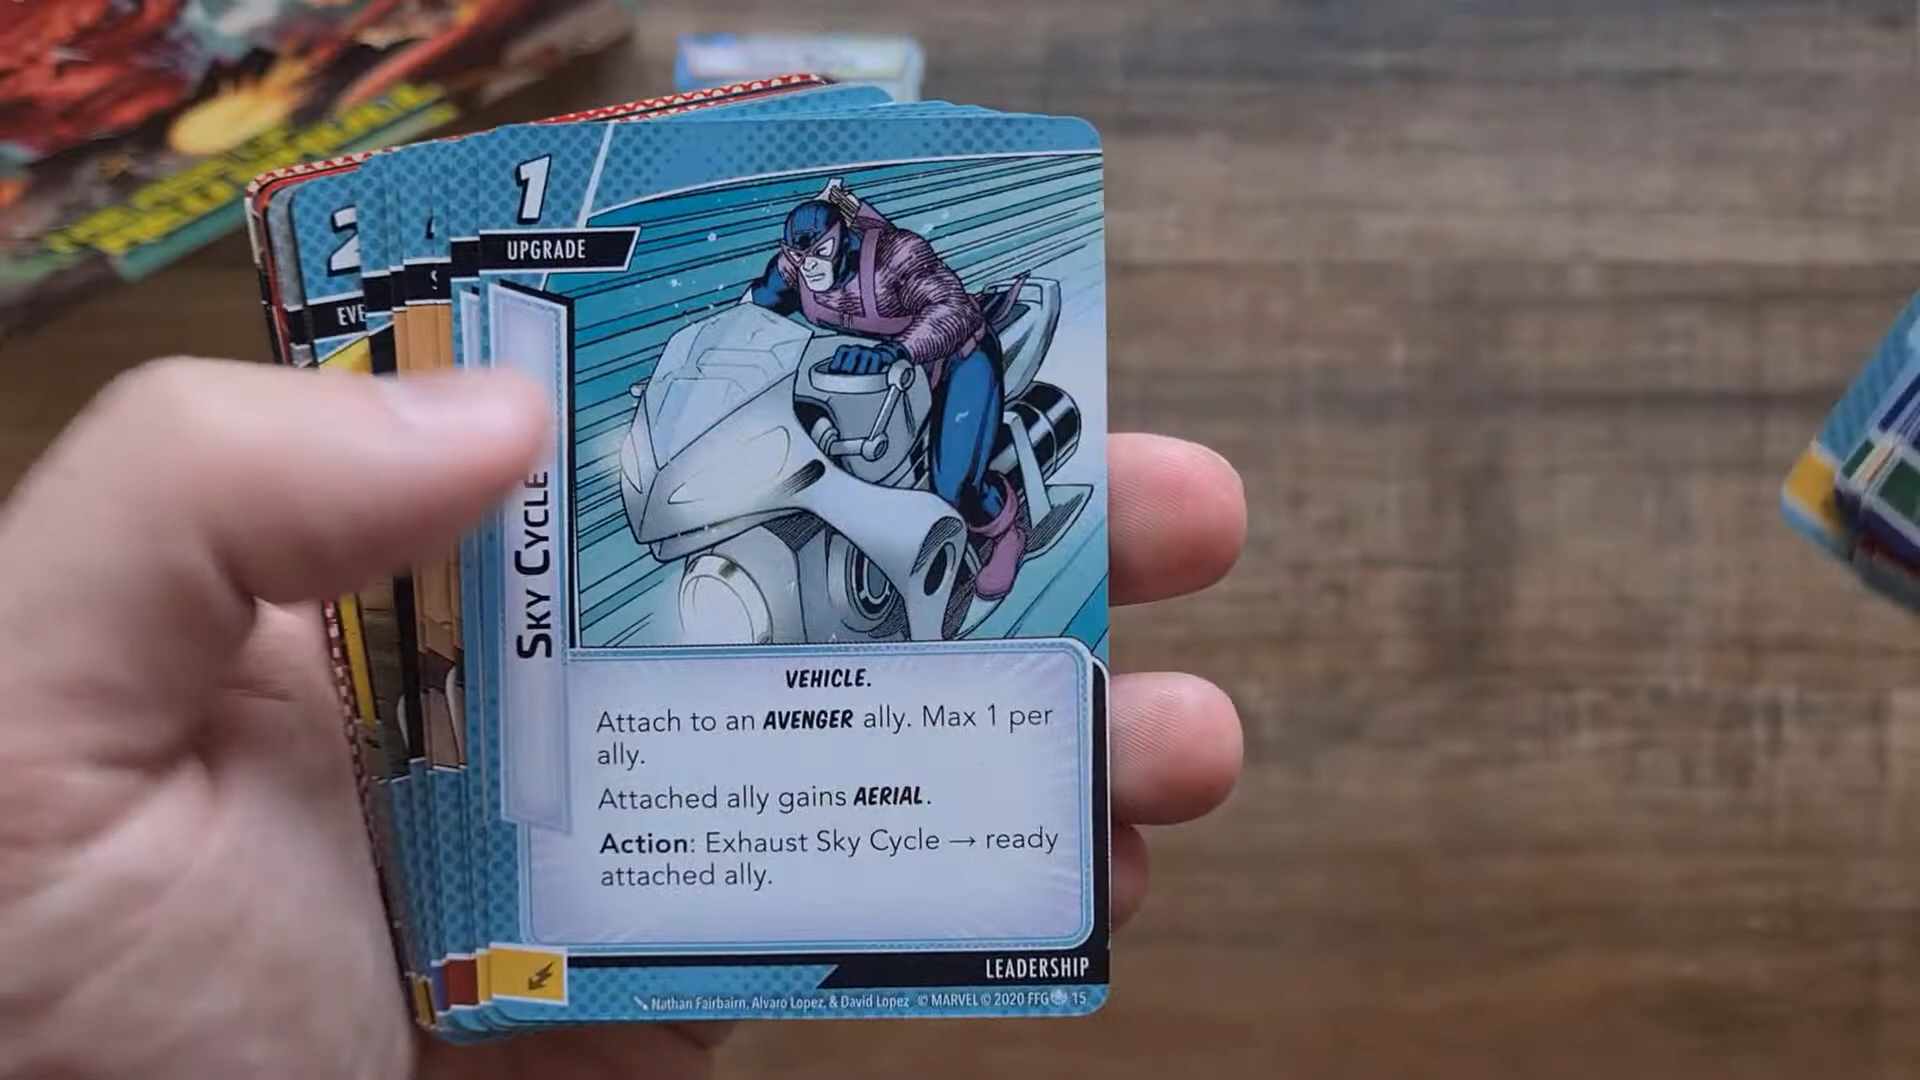 1
UPGRADE
2
EVE
SKY CYCLE
VEHICLE.
Attach to an AVENGER ally. Max 1 per
ally.
Attached ally gains AERIAL.
Action: Exhaust Sky Cycle → ready
attached ally.
LEADERSHIP
Nathan Fairbairn, Alvaro Lopez, & David Lopez © MARVEL © 2020 FFG 15